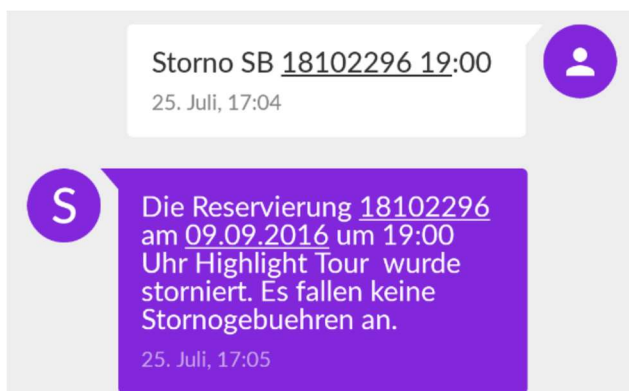 Storno SB 18102296 19:00
25. Juli, 17:04
S
Die Reservierung 18102296
am 09.09.2016 um 19:00
Uhr Highlight Tour  wurde
storniert. Es fallen keine
Stornogebuehren an.
25. Juli, 17:05